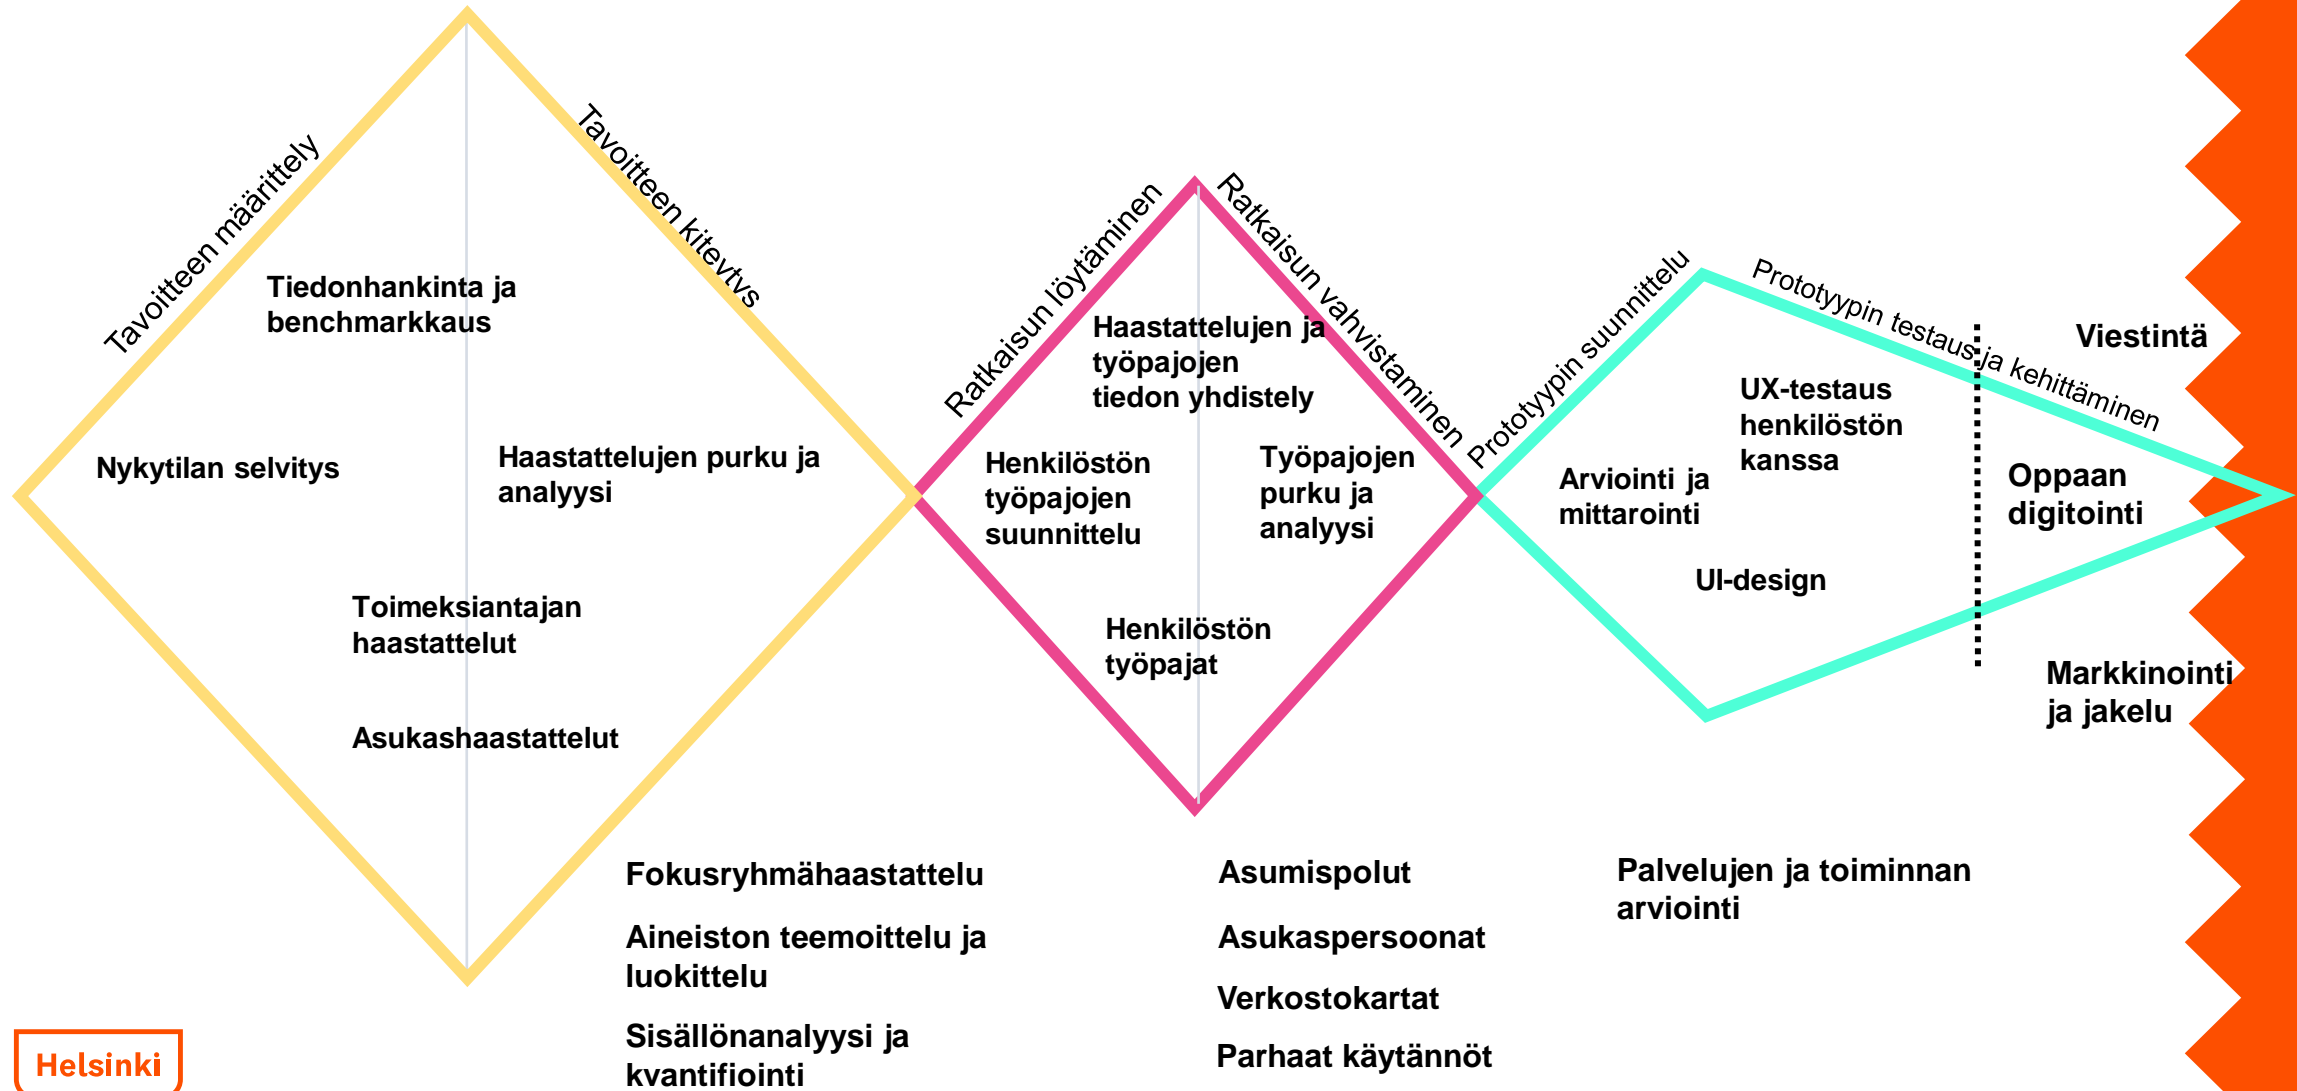 Tavoitteen määrittely
Tavoitteen kiteytys
Tiedonhankinta ja
benchmarkkaus
Nykytilan selvitys
Haastattelujen purku ja
analyysi
Toimeksiantajan
haastattelut
Asukashaastattelut
Ratkaisun löytäminen
Ratkaisun vahvistaminen
Haastattelujen ja
työpajojen
tiedon yhdistely
Henkilöstön
työpajojen
suunnittelu
Työpajojen
purku ja
analyysi
Henkilöstön
työpajat
Prototyypin suunnittelu
Prototyypin testaus ja kehittäminen
UX-testaus
henkilöstön
kanssa
Arviointi ja
mittarointi
UI-design
Oppaan
digitointi
Viestintä
Markkinointi
ja jakelu
Fokusryhmähaastattelu
Aineiston teemoittelu ja
luokittelu
Sisällönanalyysi ja
kvantifiointi
Asumispolut
Asukaspersoonat
Verkostokartat
Parhaat käytännöt
Palvelujen ja toiminnan
arviointi
Helsinki